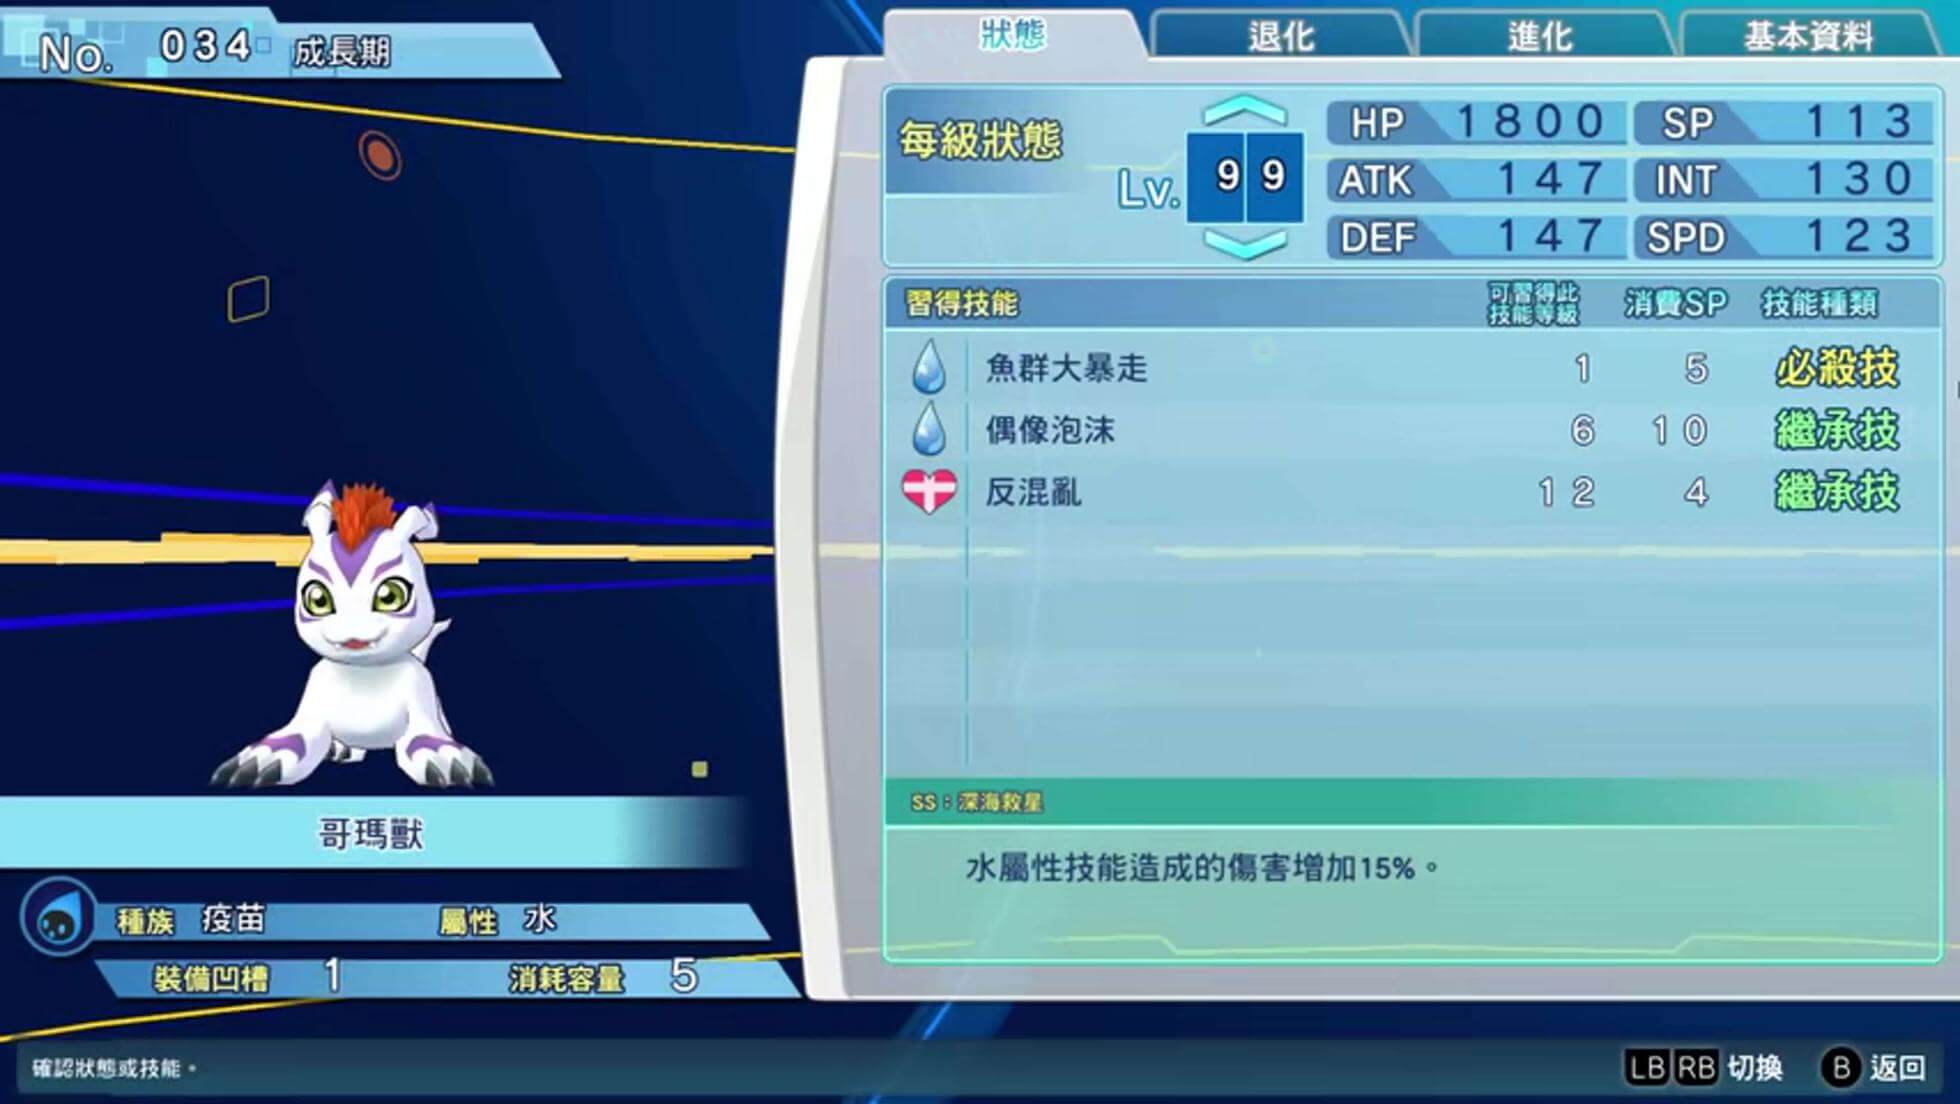 No. 034 成長期
狀態 退化 進化 基本資料
每級狀態
Lv. 99
HP 1800 SP 113
ATK 147 INT 130
DEF 147 SPD 123
習得技能 可習得此技能等級 消費SP 技能種類
魚群大暴走 1 5 必殺技
偶像泡沫 6 10 繼承技
反混亂 12 4 繼承技
SS：深海救星
水屬性技能造成的傷害增加15%。
哥瑪獸
種族 疫苗 屬性 水
裝備凹槽 1 消耗容量 5
確認狀態或技能。
LB RB 切換 B 返回